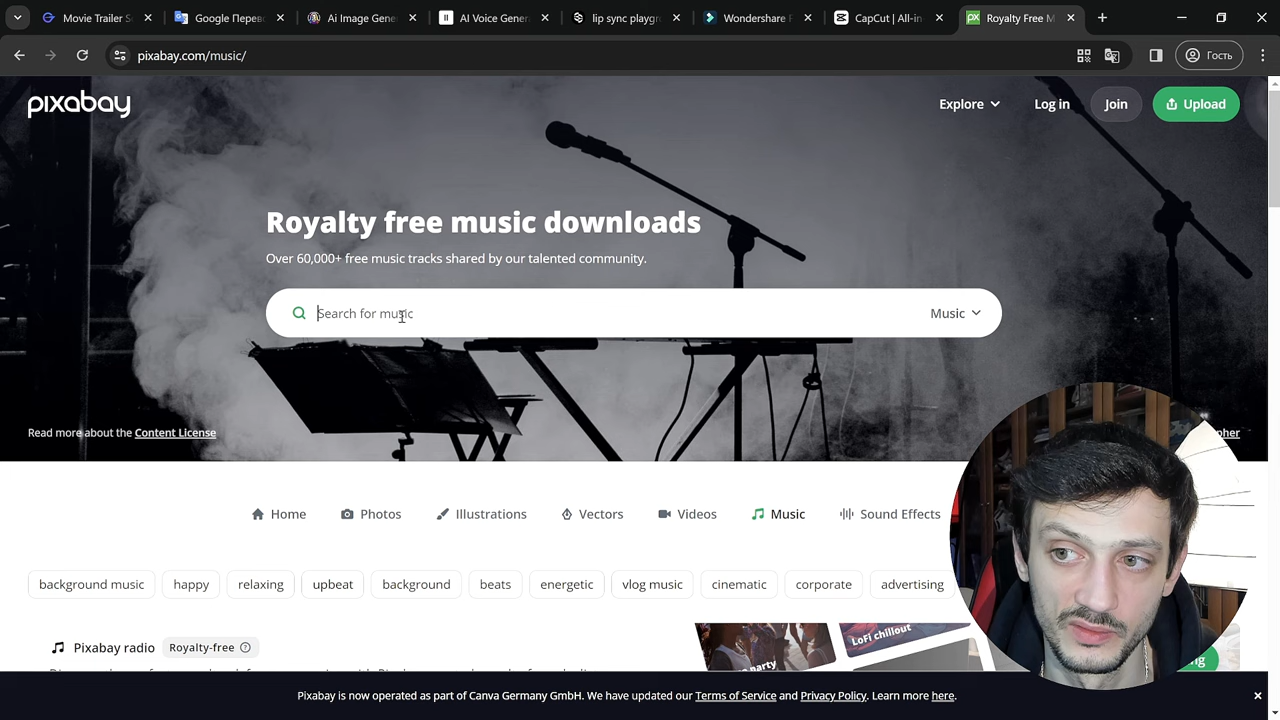 Movie Trailer S
Google Перев
Ai Image Gene
AI Voice Gener
lip sync playgr
Wondershare F
CapCut | All-in
Royalty Free M
pixabay.com/music/
Гость
pixabay
Explore
Log in
Join
Upload
Royalty free music downloads
Over 60,000+ free music tracks shared by our talented community.
Search for music
Music
Read more about the Content License
pher
Home
Photos
Illustrations
Vectors
Videos
Music
Sound Effects
background music
happy
relaxing
upbeat
background
beats
energetic
vlog music
cinematic
corporate
advertising
Pixabay radio
Royalty-free
party
LoFi chillout
Pixabay is now operated as part of Canva Germany GmbH. We have updated our Terms of Service and Privacy Policy. Learn more here.